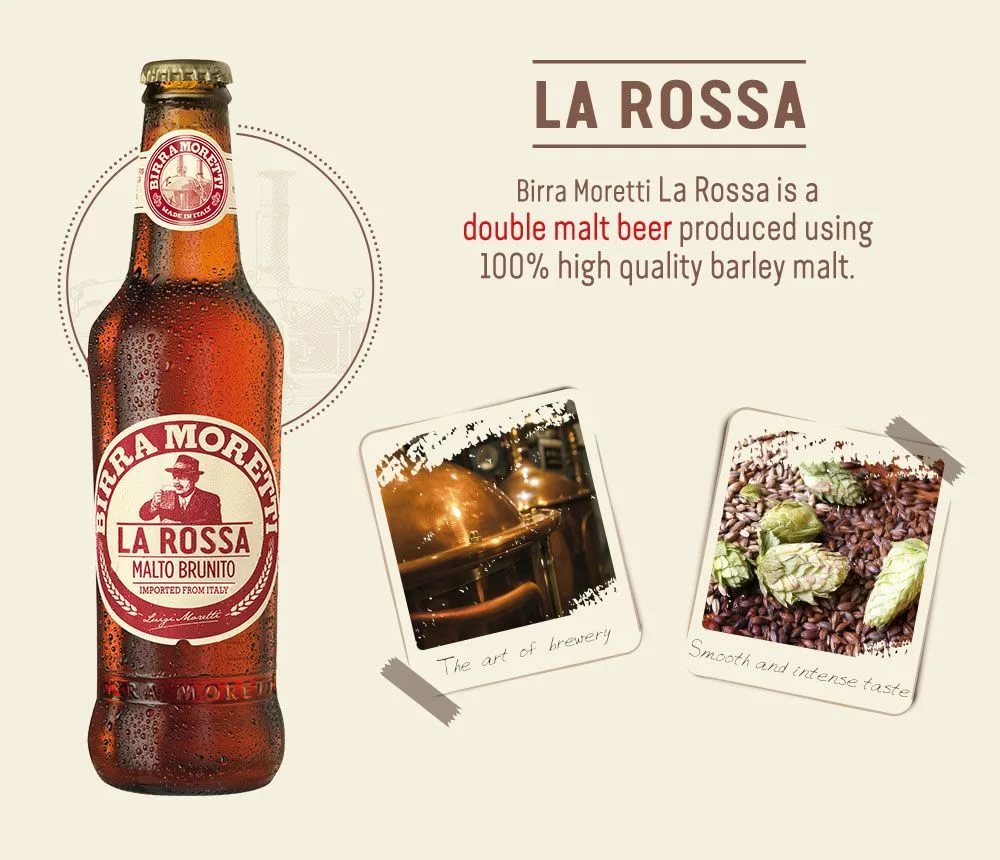 LA ROSSA
Birra Moretti La Rossa is a
double malt beer produced using
100% high quality barley malt.
BIRRA MORETTI
MADE IN ITALY
BIRRA MORETTI
LA ROSSA
MALTO BRUNITO
IMPORTED FROM ITALY
Luigi Moretti
The art of brewery
Smooth and intense taste